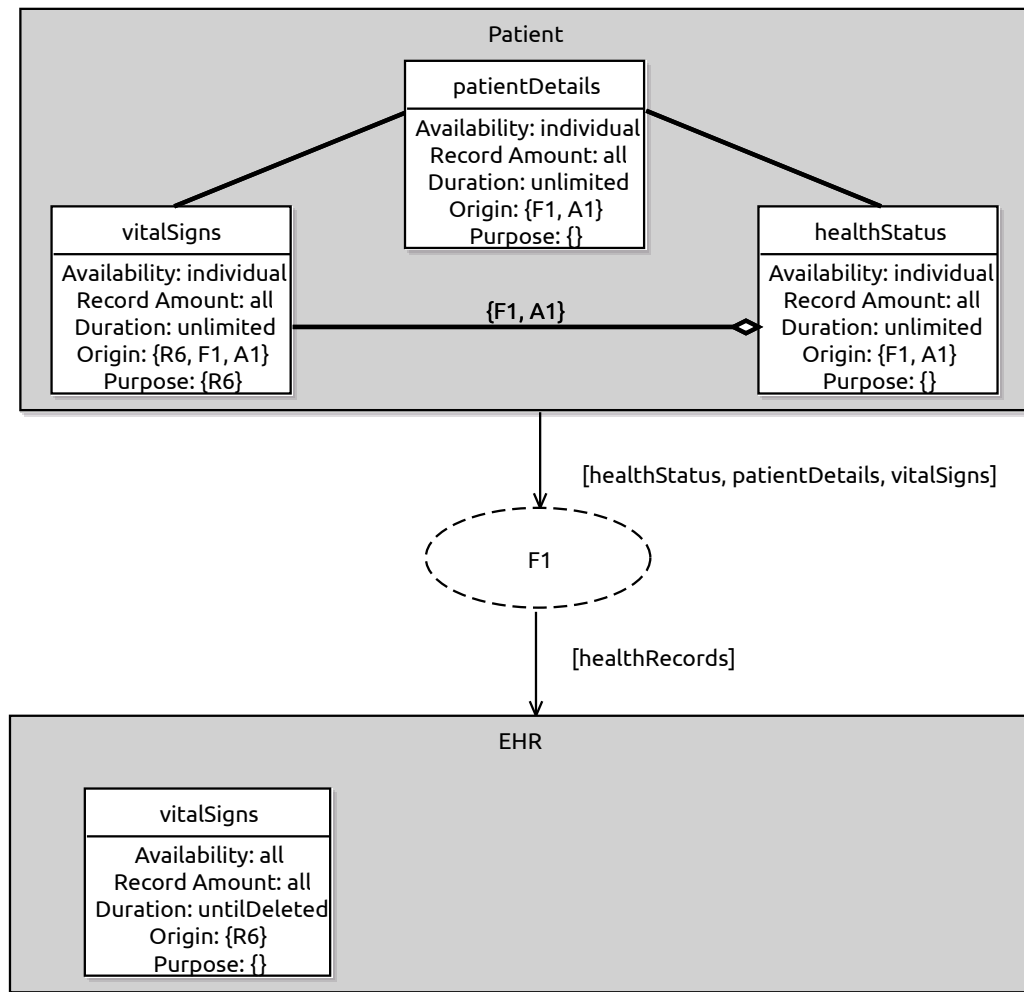 Patient
patientDetails
Availability: individual
Record Amount: all
Duration: unlimited
Origin: {F1, A1}
Purpose: {}
vitalSigns
Availability: individual
Record Amount: all
Duration: unlimited
Origin: {R6, F1, A1}
Purpose: {R6}
{F1, A1}
healthStatus
Availability: individual
Record Amount: all
Duration: unlimited
Origin: {F1, A1}
Purpose: {}
[healthStatus, patientDetails, vitalSigns]
F1
[healthRecords]
EHR
vitalSigns
Availability: all
Record Amount: all
Duration: untilDeleted
Origin: {R6}
Purpose: {}